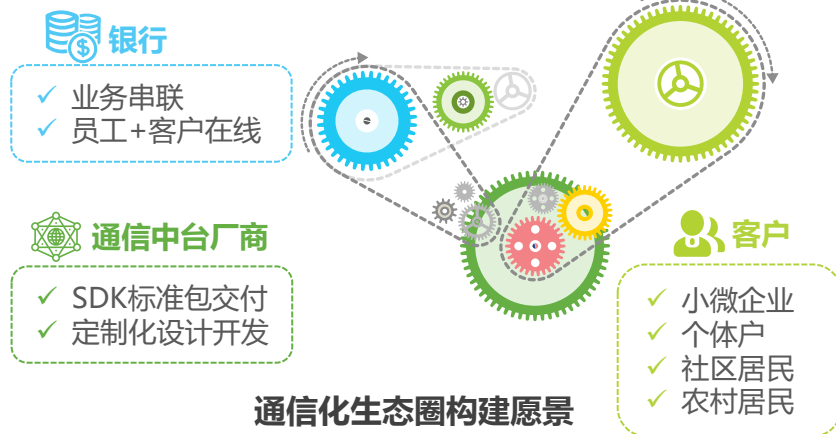 银行
业务串联
员工+客户在线
通信中台厂商
SDK标准包交付
定制化设计开发
客户
小微企业
个体户
社区居民
农村居民
通信化生态圈构建愿景